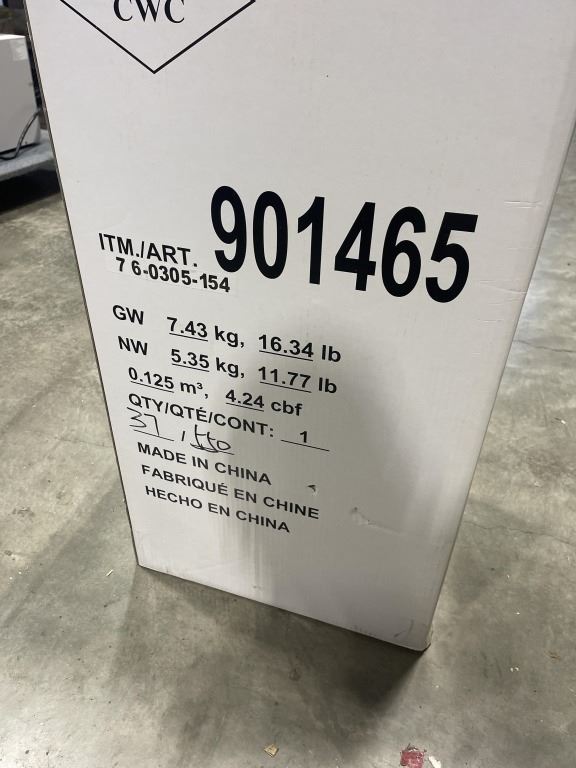 CWC
ITM./ART. 901465
7 6-0305-154
GW 7.43 kg, 16.34 lb
NW 5.35 kg, 11.77 lb
0.125 m³, 4.24 cbf
QTY/QTÉ/CONT: 1
37 /
MADE IN CHINA
FABRIQUÉ EN CHINE
HECHO EN CHINA